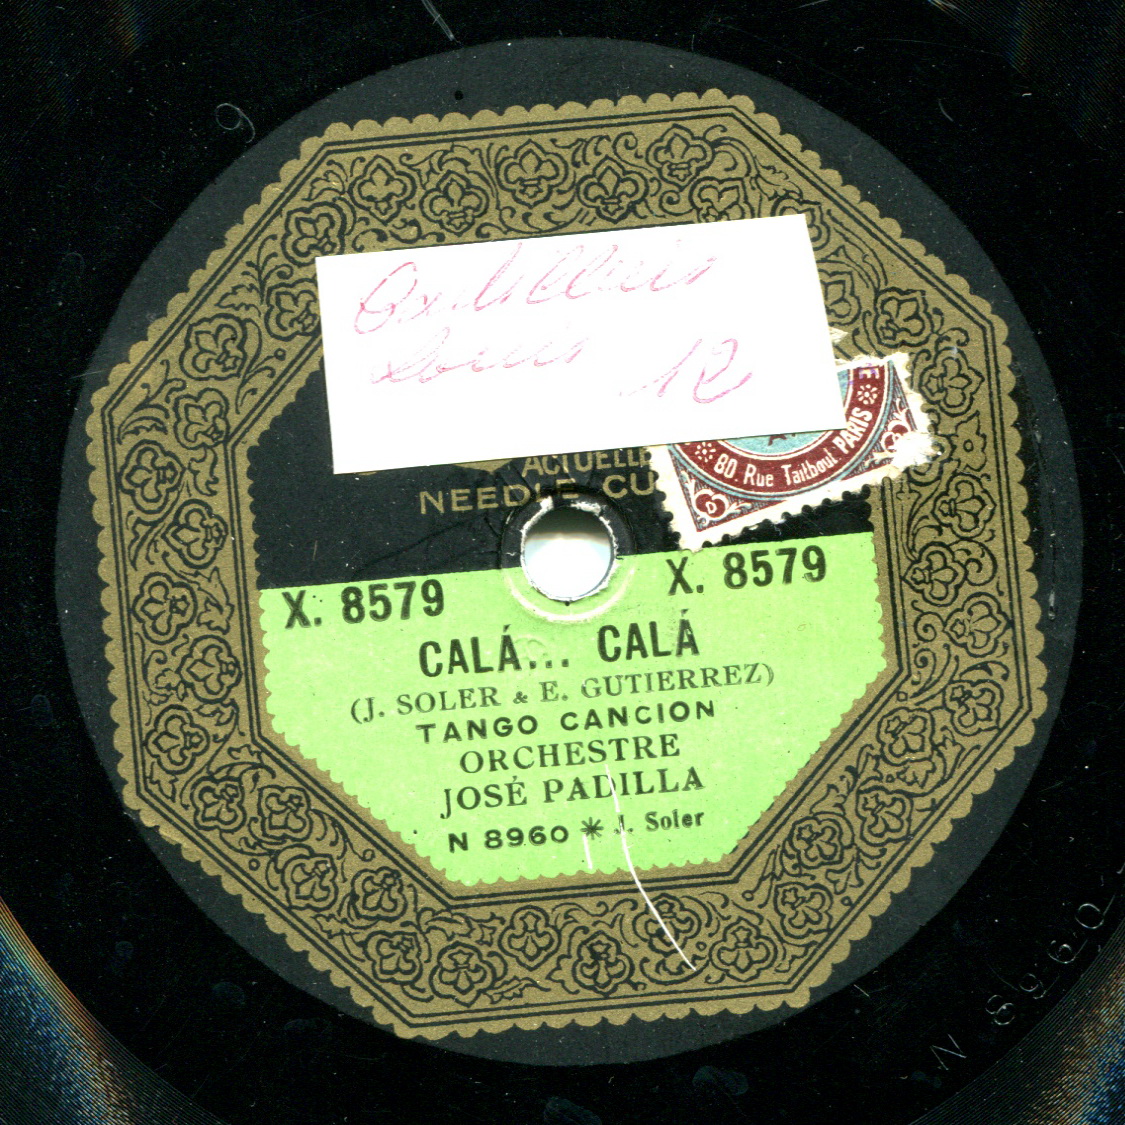 12
ACTUELLE
NEEDLE CU
E
PARIS
80. Rue Taitbout
D
X. 8579
X. 8579
CALÁ... CALÁ
(J. SOLER & E. GUTIERREZ)
TANGO CANCION
ORCHESTRE
JOSÉ PADILLA
N 8960 * J. Soler
N 8960